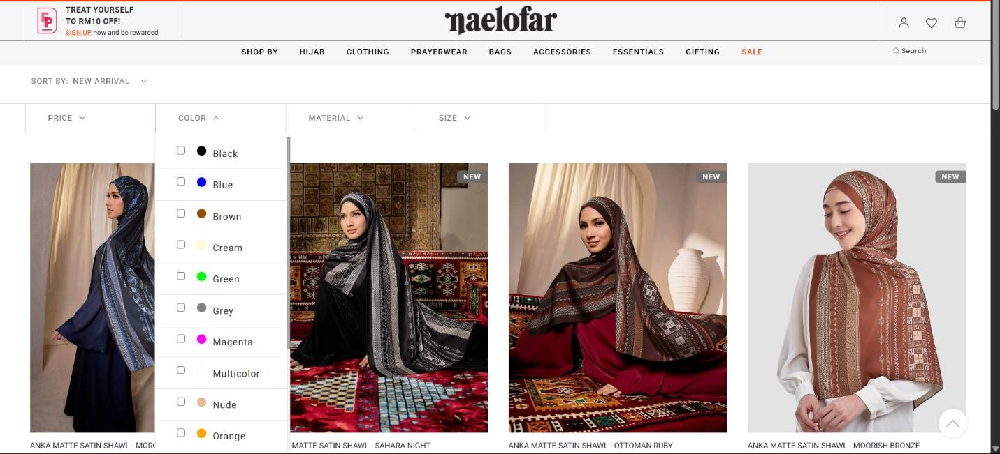 TREAT YOURSELF
TO RM10 OFF!
SIGN UP now and be rewarded
naelofar
SHOP BY HIJAB CLOTHING PRAYERWEAR BAGS ACCESSORIES ESSENTIALS GIFTING SALE
Search
SORT BY: NEW ARRIVAL
PRICE COLOR MATERIAL SIZE
Black
Blue
Brown
Cream
Green
Grey
Magenta
Multicolor
Nude
Orange
NEW
NEW
NEW
ANKA MATTE SATIN SHAWL - MORO
MATTE SATIN SHAWL - SAHARA NIGHT
ANKA MATTE SATIN SHAWL - OTTOMAN RUBY
ANKA MATTE SATIN SHAWL - MOORISH BRONZE